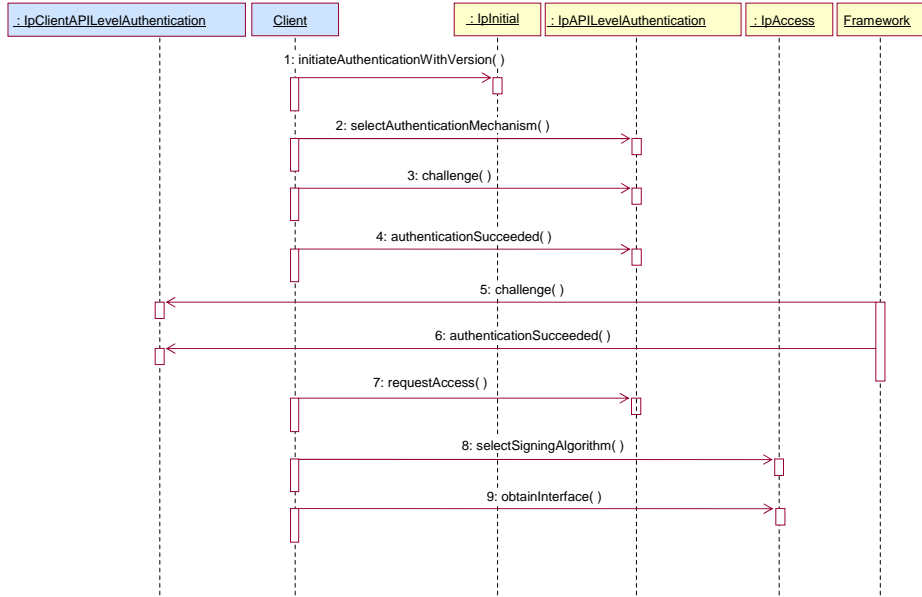 : IpClientAPILevelAuthentication
Client
: IpInitial
: IpAPILevelAuthentication
: IpAccess
Framework
1: initiateAuthenticationWithVersion( )
2: selectAuthenticationMechanism( )
3: challenge( )
4: authenticationSucceeded( )
5: challenge( )
6: authenticationSucceeded( )
7: requestAccess( )
8: selectSigningAlgorithm( )
9: obtainInterface( )